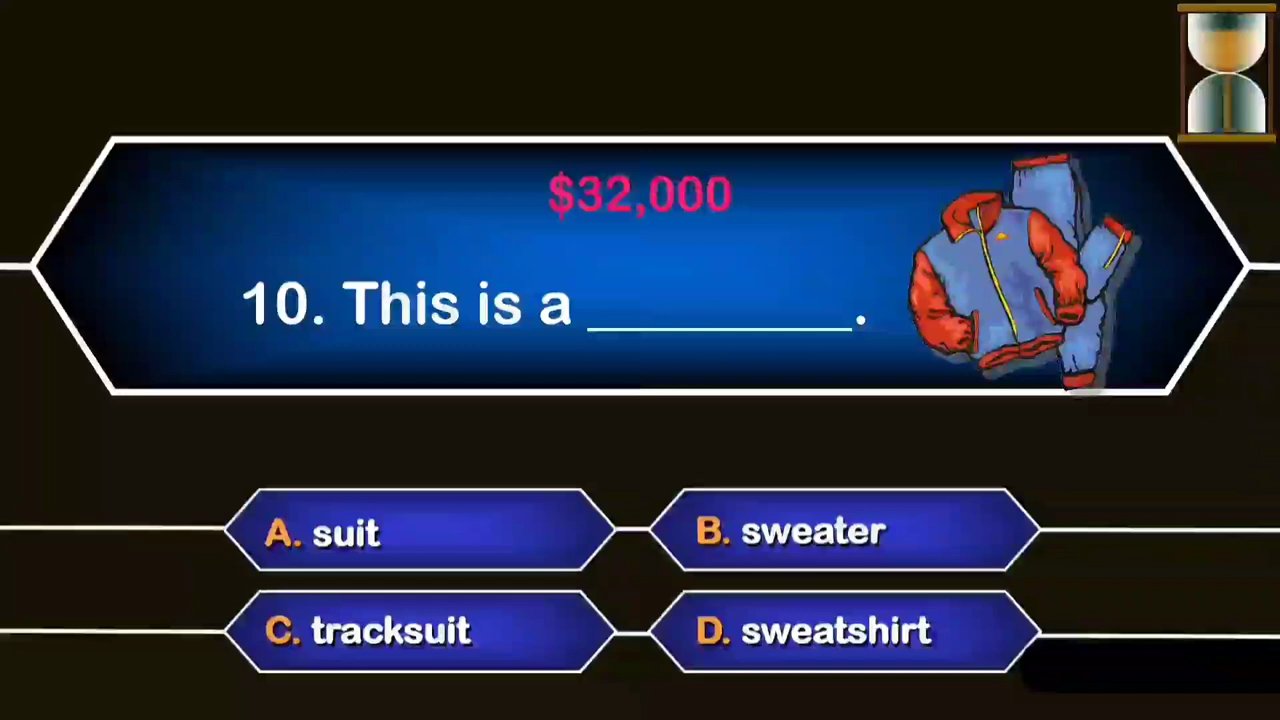 $32,000
10. This is a __________.
A. suit
B. sweater
C. tracksuit
D. sweatshirt